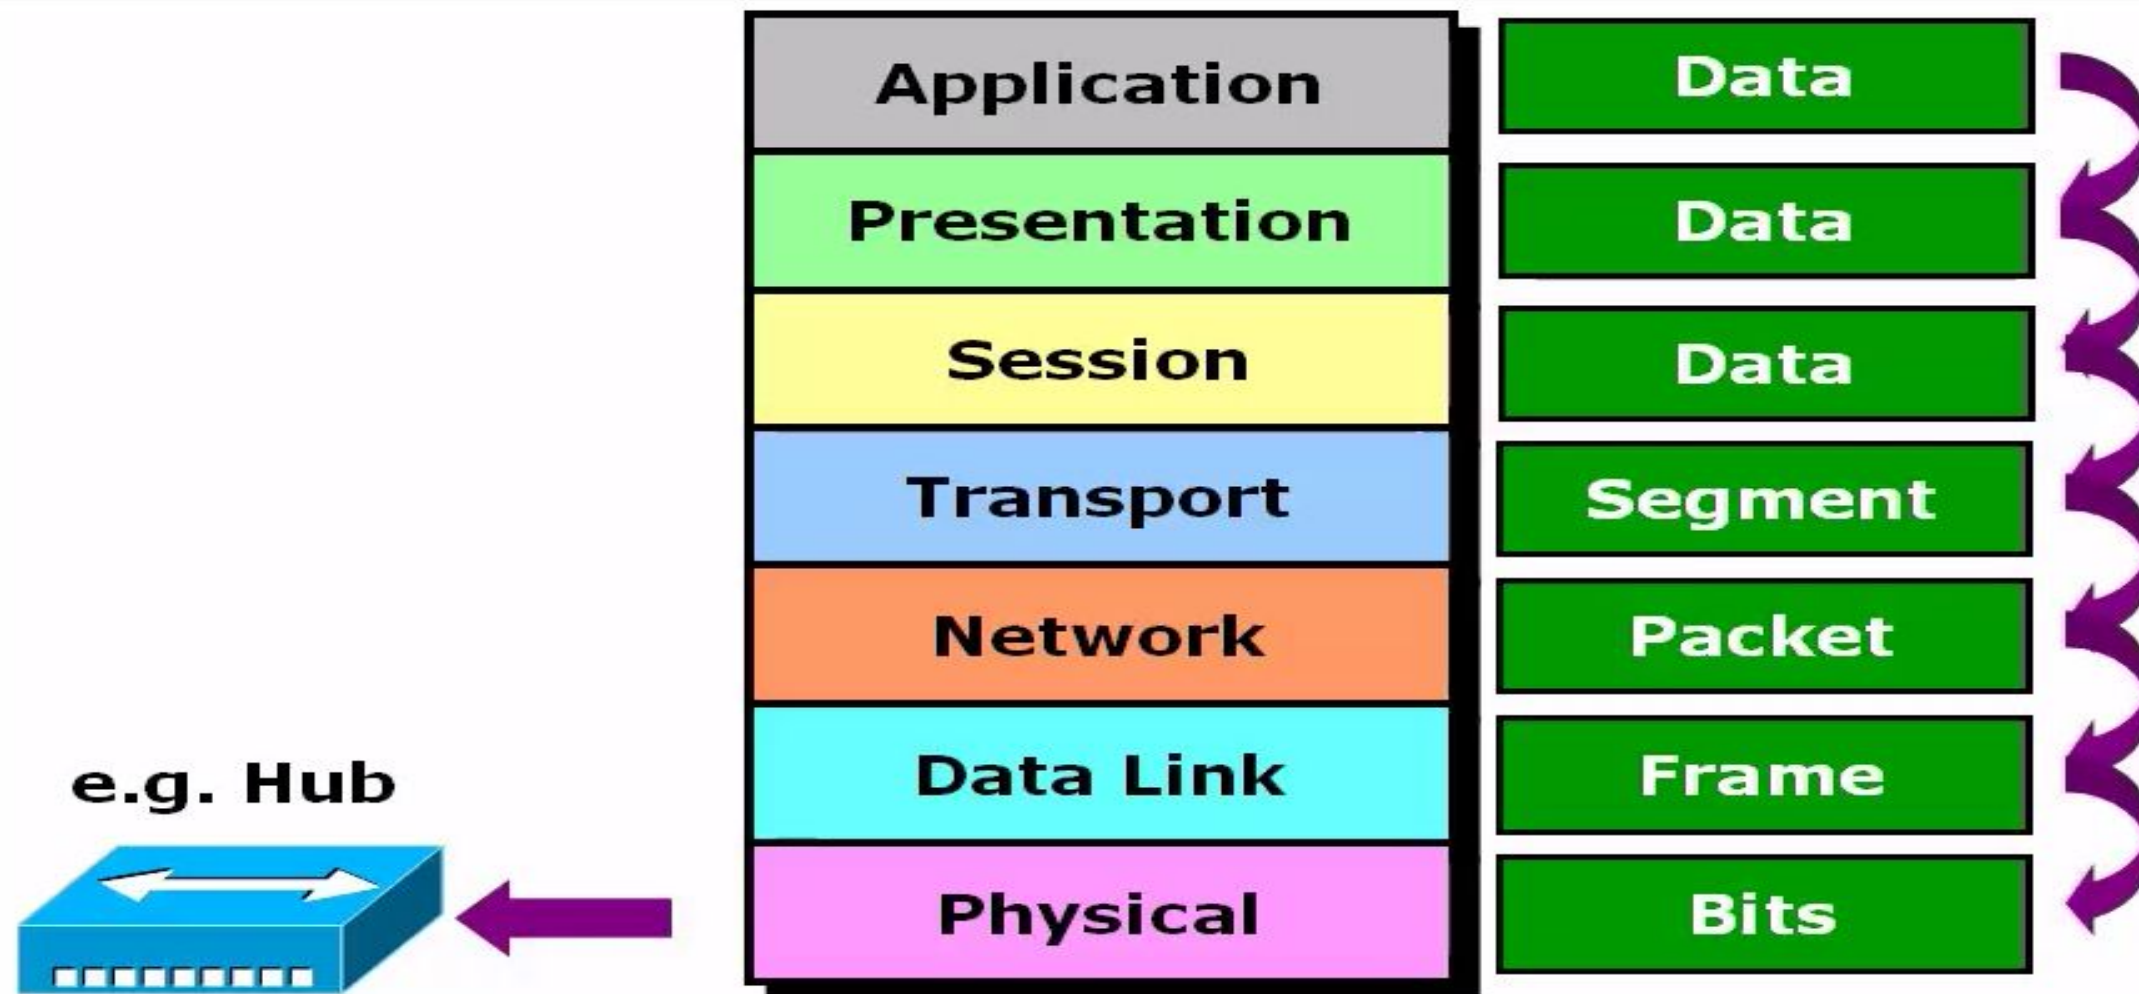 Application
Data
Presentation
Data
Session
Data
Transport
Segment
Network
Packet
Data Link
Frame
e.g. Hub
Physical
Bits